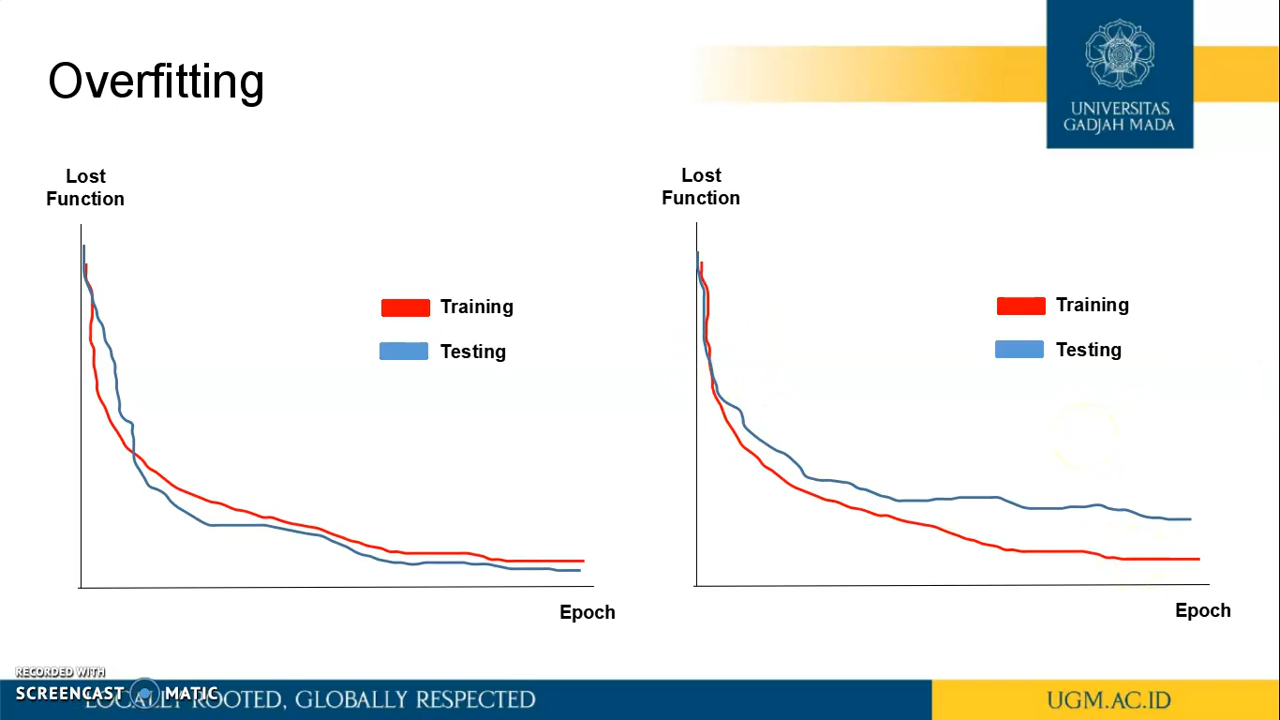 Overfitting
UNIVERSITAS
GADJAH MADA
Lost
Function
Training
Testing
Epoch
Lost
Function
Training
Testing
Epoch
RECORDED WITH
SCREENCAST MATIC
LOCALLY ROOTED, GLOBALLY RESPECTED
UGM.AC.ID